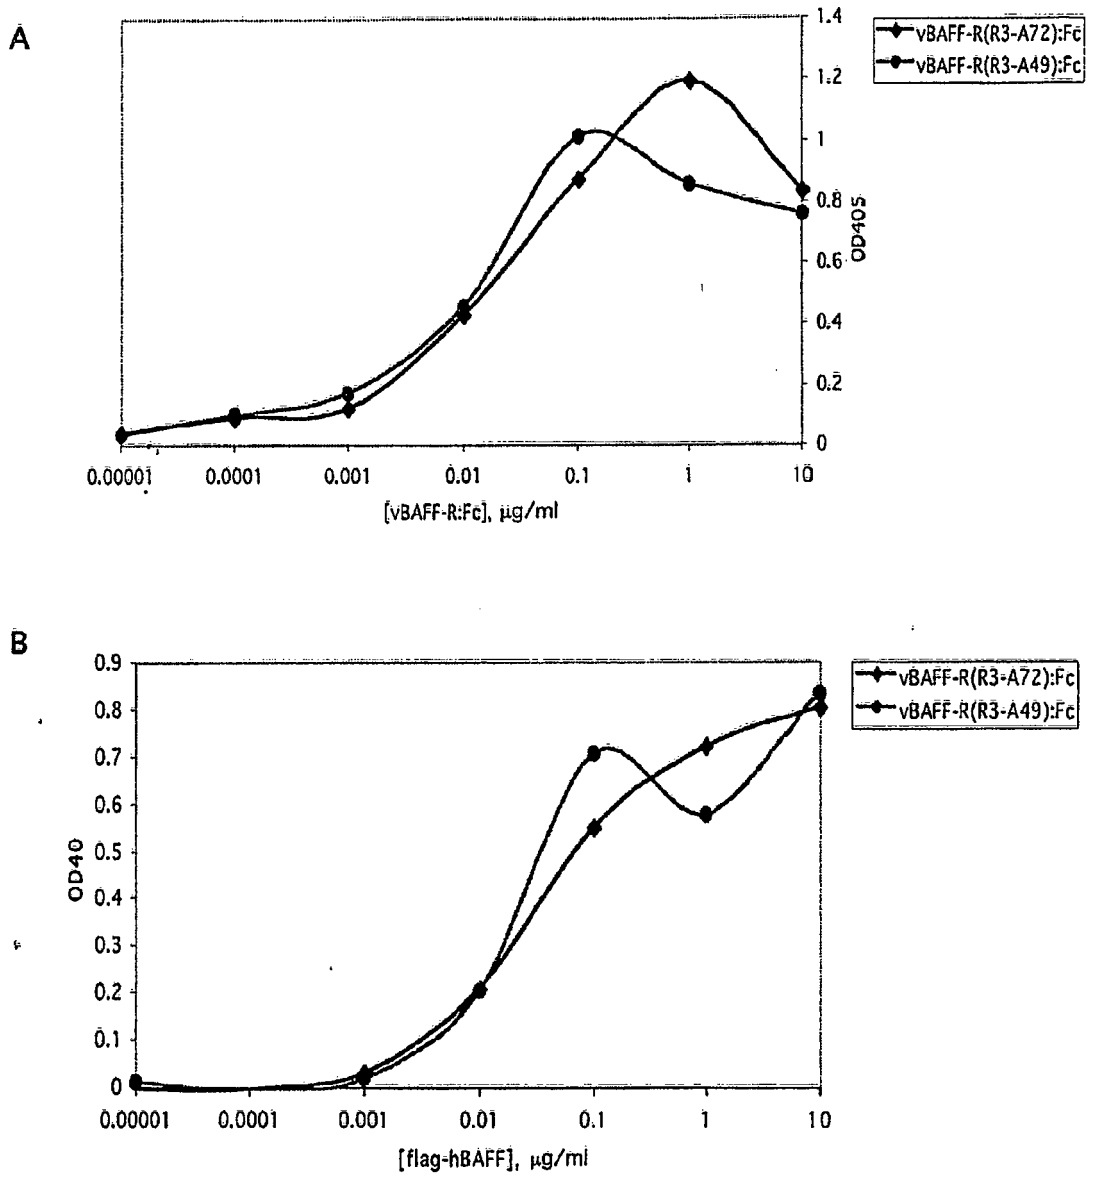 A
1.4
vBAFF-R(R3-A72):Fc
vBAFF-R(R3-A49):Fc
1.2
1
0.8
0.6
0.4
0.2
0
OD405
0.00001 0.0001 0.001 0.01 0.1 1 10
[vBAFF-R:Fc], µg/ml
B
0.9
0.8
0.7
0.6
0.5
0.4
0.3
0.2
0.1
0
OD40
vBAFF-R(R3-A72):Fc
vBAFF-R(R3-A49):Fc
0.00001 0.0001 0.001 0.01 0.1 1 10
[flag-hBAFF], µg/ml